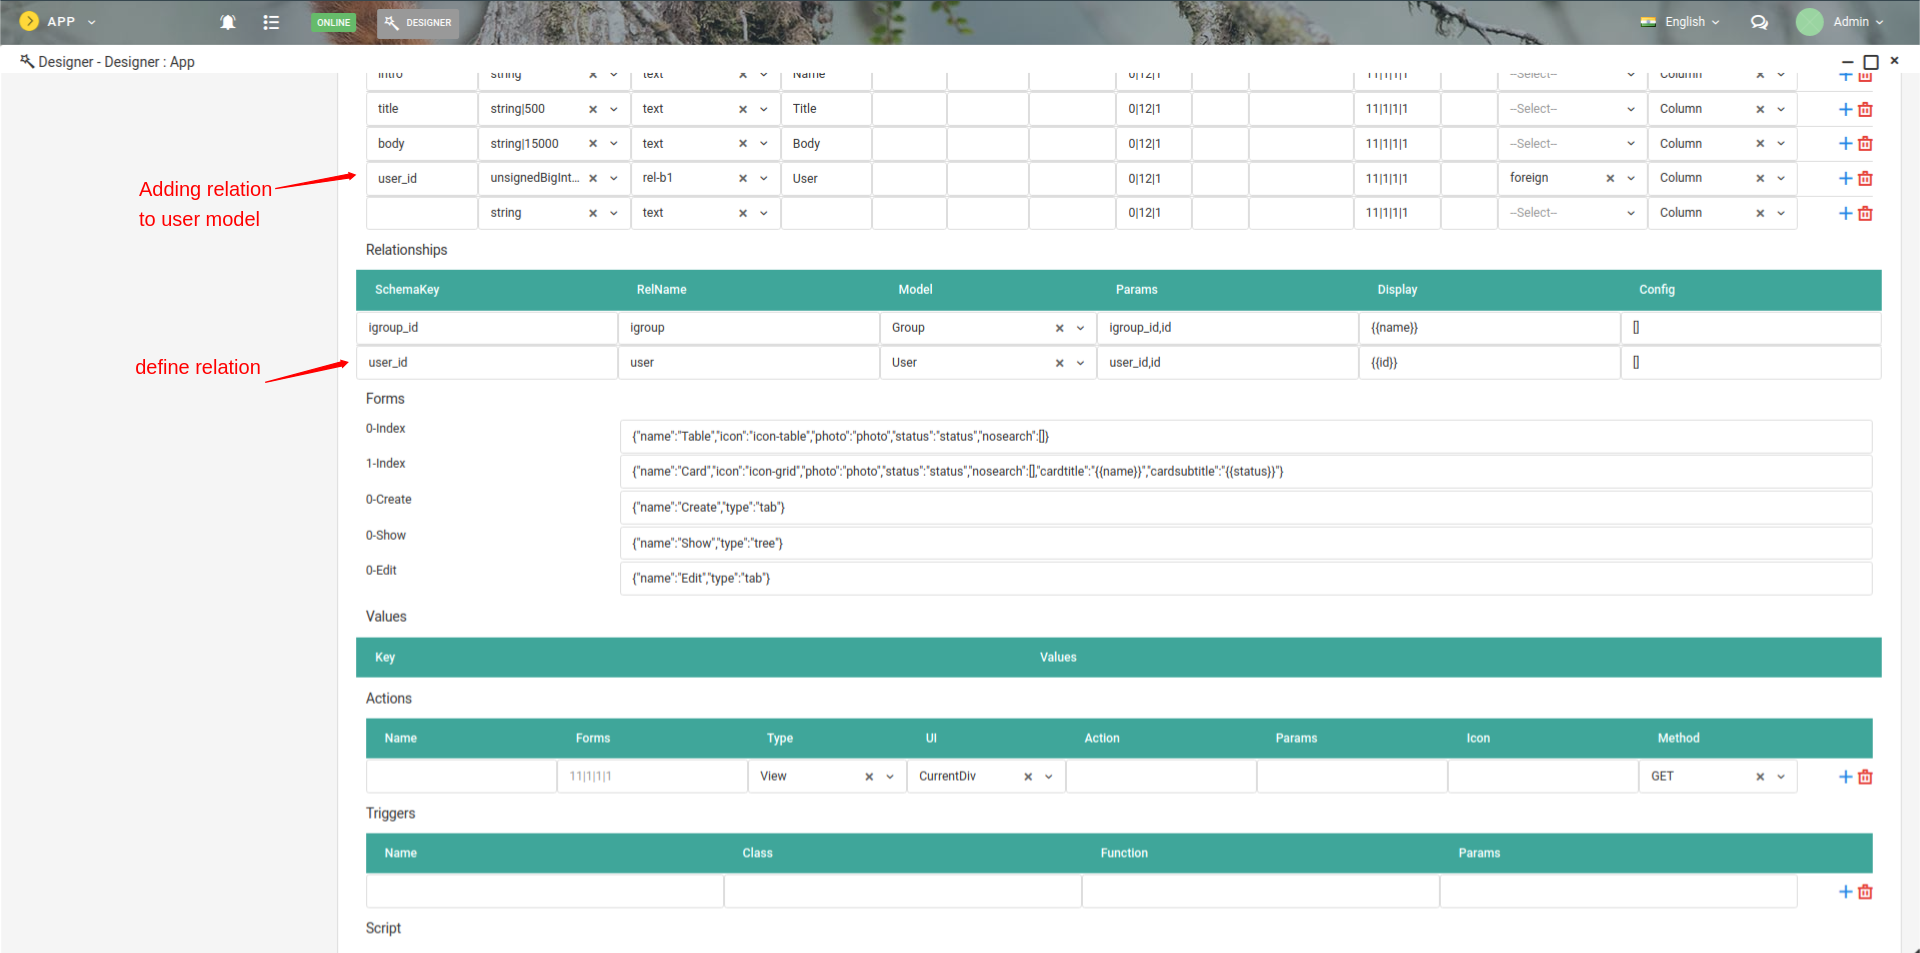 APP ONLINE DESIGNER English Admin
Designer - Designer : App
intro string text Name 0|12|1 11|1|1|1 --Select-- Column
title string|500 text Title 0|12|1 11|1|1|1 --Select-- Column
body string|15000 text Body 0|12|1 11|1|1|1 --Select-- Column
user_id unsignedBigInt... rel-b1 User 0|12|1 11|1|1|1 foreign Column
string text 0|12|1 11|1|1|1 --Select-- Column
Adding relation
to user model
Relationships
SchemaKey RelName Model Params Display Config
igroup_id igroup Group igroup_id,id {{name}} []
user_id user User user_id,id {{id}} []
define relation
Forms
0-Index {"name":"Table","icon":"icon-table","photo":"photo","status":"status","nosearch":[]}
1-Index {"name":"Card","icon":"icon-grid","photo":"photo","status":"status","nosearch":[],"cardtitle":"{{name}}","cardsubtitle":"{{status}}"}
0-Create {"name":"Create","type":"tab"}
0-Show {"name":"Show","type":"tree"}
0-Edit {"name":"Edit","type":"tab"}
Values
Key Values
Actions
Name Forms Type UI Action Params Icon Method
11|1|1|1 View CurrentDiv GET
Triggers
Name Class Function Params
Script